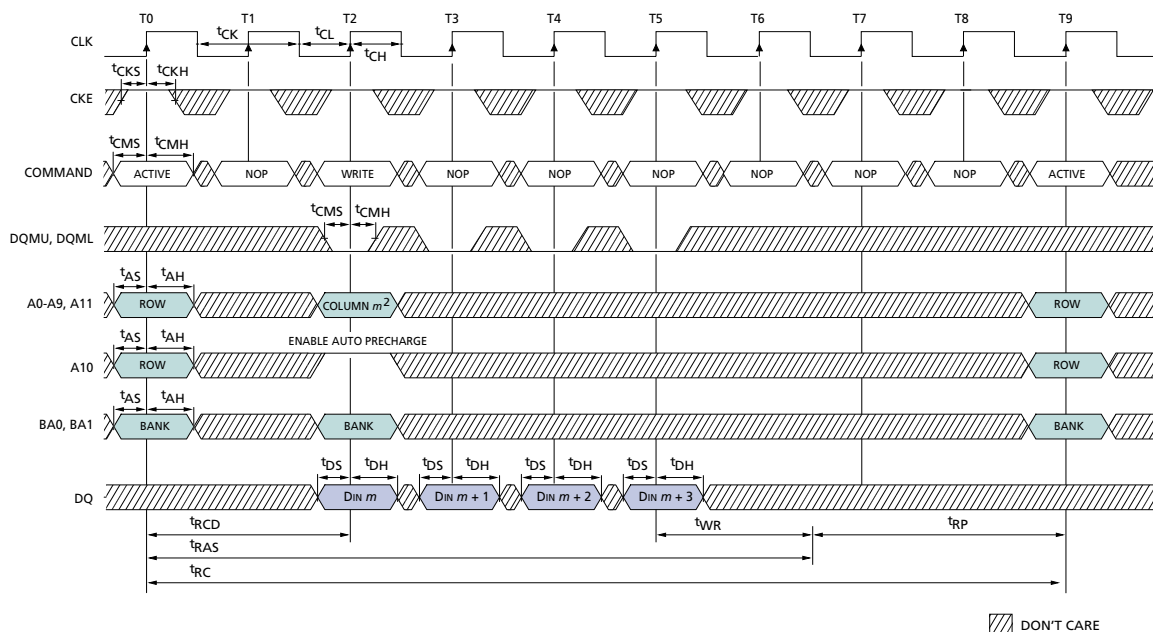 T0 T1 T2 T3 T4 T5 T6 T7 T8 T9
CLK
tCK tCL tCH
tCKS tCKH
CKE
tCMS tCMH
COMMAND ACTIVE NOP WRITE NOP NOP NOP NOP NOP NOP ACTIVE
tCMS tCMH
DQMU, DQML
tAS tAH
A0-A9, A11 ROW COLUMN m2 ROW
tAS tAH ENABLE AUTO PRECHARGE
A10 ROW ROW
tAS tAH
BA0, BA1 BANK BANK BANK
tDS tDH tDS tDH tDS tDH tDS tDH
DQ DIN m DIN m + 1 DIN m + 2 DIN m + 3
tRCD tWR tRP
tRAS
tRC
DON'T CARE